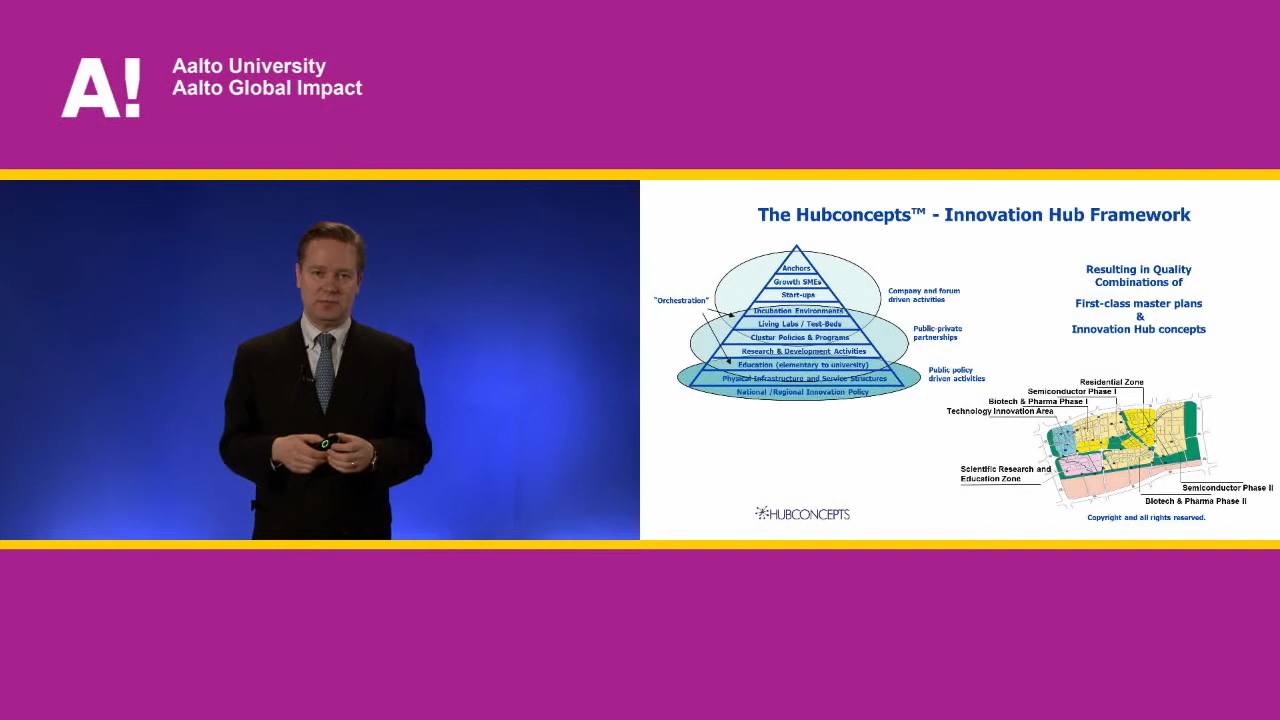 A!
Aalto University
Aalto Global Impact
The Hubconcepts™ - Innovation Hub Framework
Anchors
Growth SMEs
Start-ups
Incubation Environments
Living Labs / Test-Beds
Cluster Policies & Programs
Research & Development Activities
Education (elementary to university)
Physical Infrastructure and Service Structures
National /Regional Innovation Policy
"Orchestration"
Company and forum
driven activities
Public-private
partnerships
Public policy
driven activities
Resulting in Quality
Combinations of
First-class master plans
&
Innovation Hub concepts
Residential Zone
Semiconductor Phase I
Biotech & Pharma Phase I
Technology Innovation Area
Scientific Research and
Education Zone
Semiconductor Phase II
Biotech & Pharma Phase II
HUBCONCEPTS
Copyright and all rights reserved.